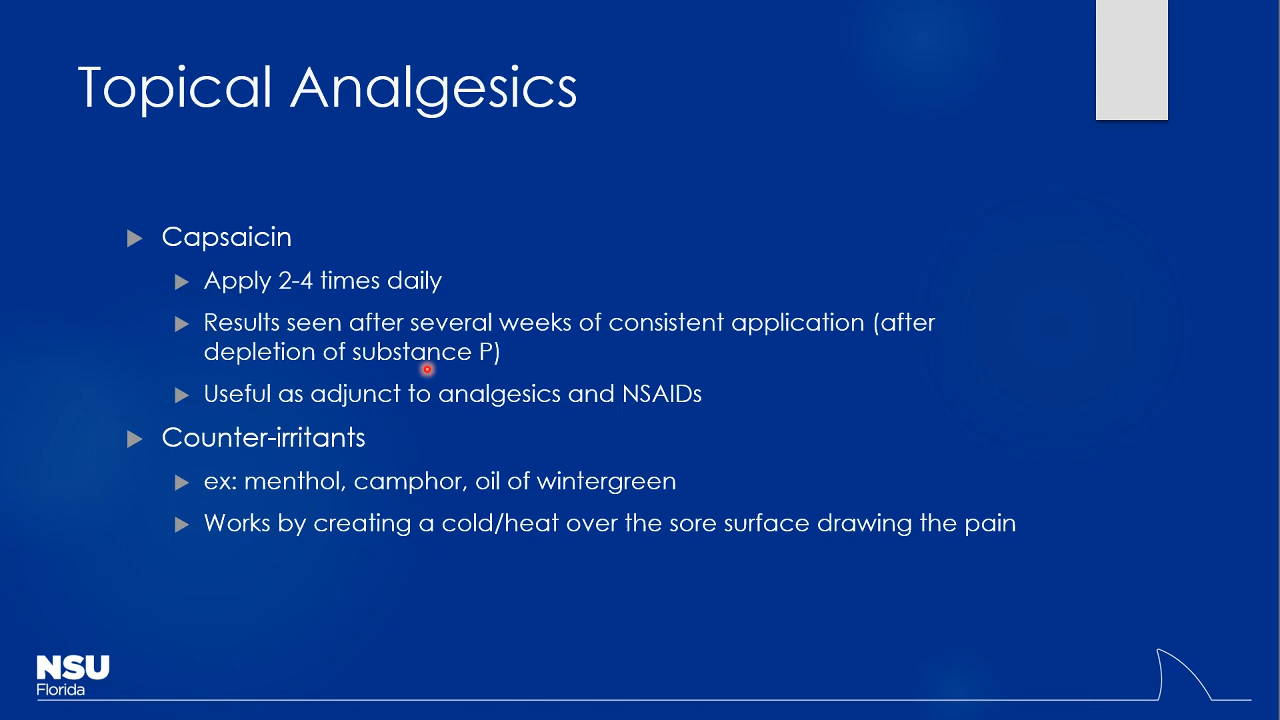 Topical Analgesics
Capsaicin
Apply 2-4 times daily
Results seen after several weeks of consistent application (after
depletion of substance P)
Useful as adjunct to analgesics and NSAIDs
Counter-irritants
ex: menthol, camphor, oil of wintergreen
Works by creating a cold/heat over the sore surface drawing the pain
NSU
Florida